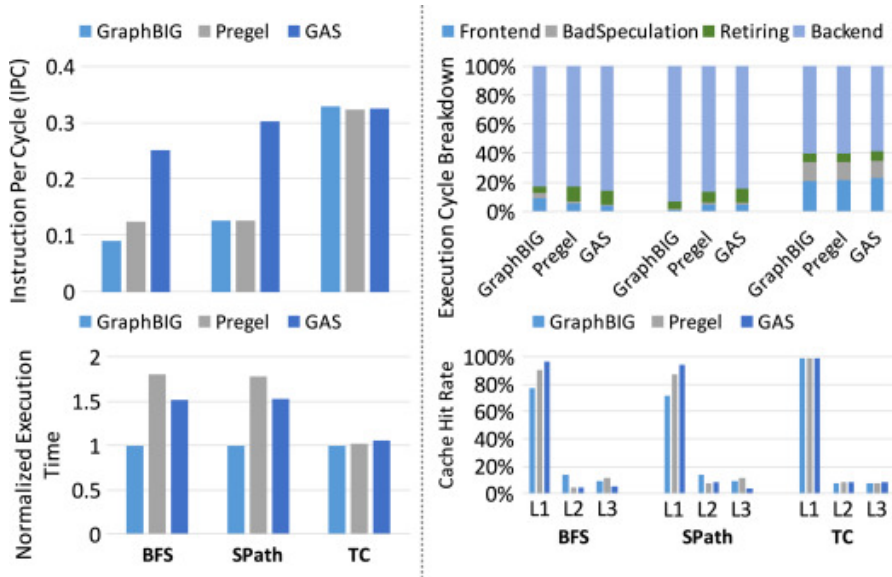 GraphBIG Pregel GAS
Instruction Per Cycle (IPC)
0.4
0.3
0.2
0.1
0
GraphBIG Pregel GAS
Normalized Execution
Time
2
1.5
1
0.5
0
BFS SPath TC
Frontend BadSpeculation Retiring Backend
Execution Cycle Breakdown
100%
80%
60%
40%
20%
0%
GraphBIG Pregel GAS GraphBIG Pregel GAS GraphBIG Pregel GAS
GraphBIG Pregel GAS
Cache Hit Rate
100%
80%
60%
40%
20%
0%
L1 L2 L3 L1 L2 L3 L1 L2 L3
BFS SPath TC